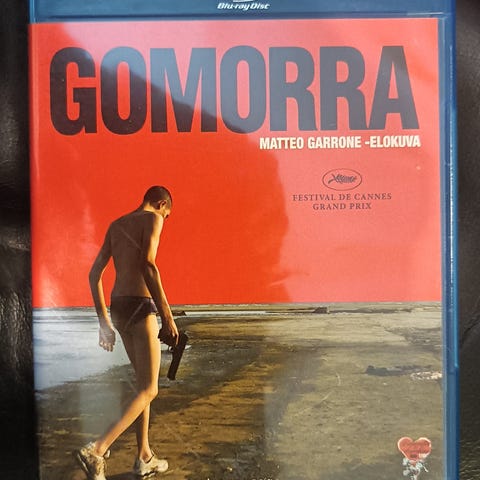 Blu-ray Disc
GOMORRA
MATTEO GARRONE -ELOKUVA
FESTIVAL DE CANNES
GRAND PRIX